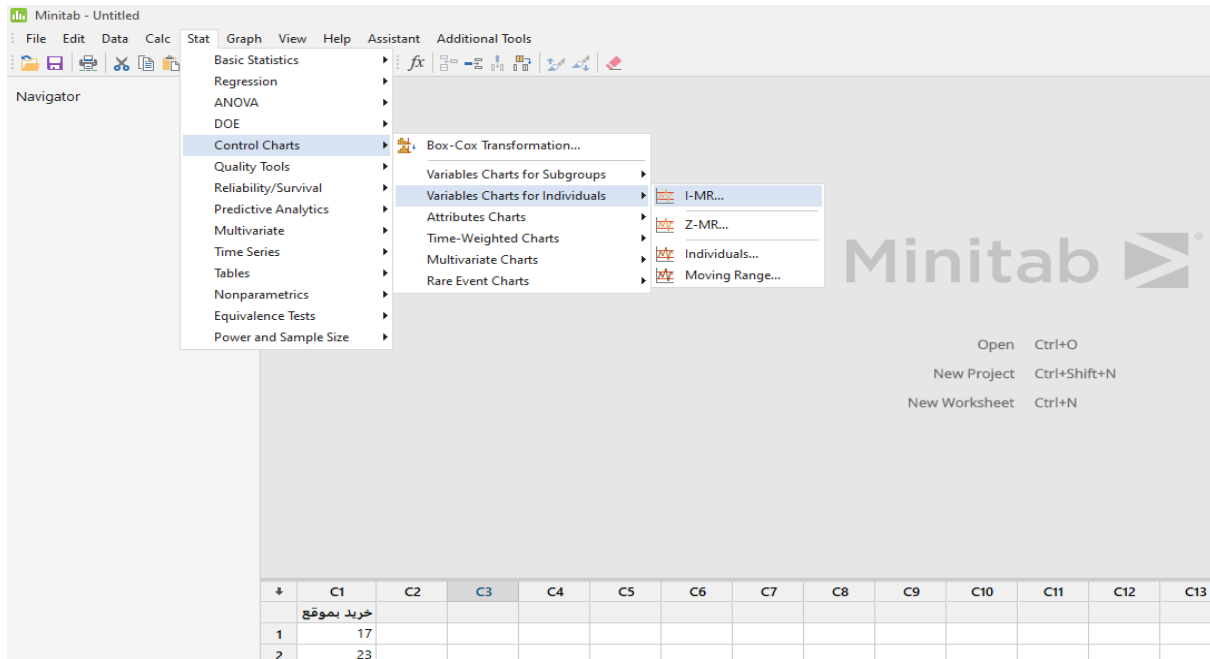 Minitab - Untitled
File Edit Data Calc Stat Graph View Help Assistant Additional Tools
fx
Navigator
Basic Statistics
Regression
ANOVA
DOE
Control Charts
Quality Tools
Reliability/Survival
Predictive Analytics
Multivariate
Time Series
Tables
Nonparametrics
Equivalence Tests
Power and Sample Size
Box-Cox Transformation...
Variables Charts for Subgroups
Variables Charts for Individuals
Attributes Charts
Time-Weighted Charts
Multivariate Charts
Rare Event Charts
I-MR...
Z-MR...
Individuals...
Moving Range...
Minitab ®
Open Ctrl+O
New Project Ctrl+Shift+N
New Worksheet Ctrl+N
C1 C2 C3 C4 C5 C6 C7 C8 C9 C10 C11 C12 C13
خرید بموقع
1 17
2 23